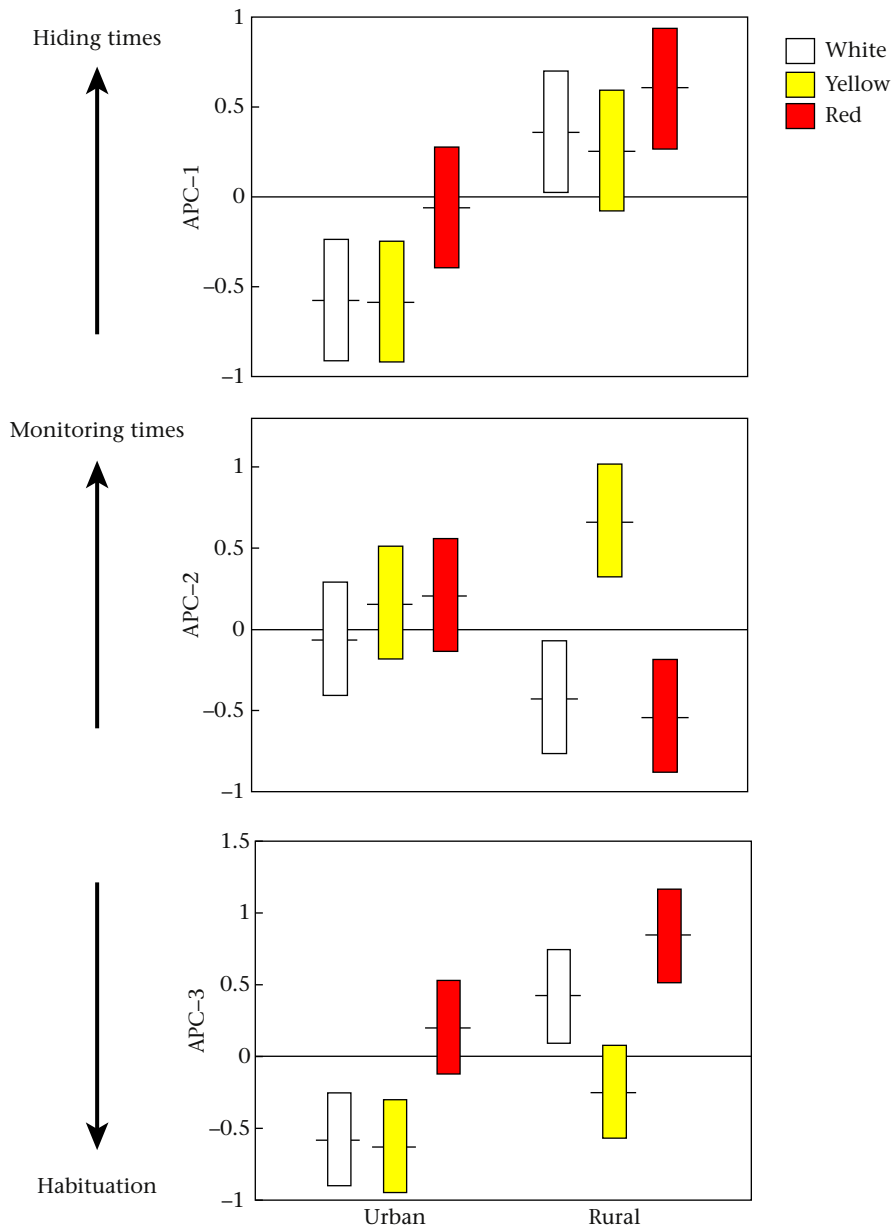 Hiding times
APC–1
1
0.5
0
–0.5
–1
White
Yellow
Red
Monitoring times
APC–2
1
0.5
0
–0.5
–1
APC–3
1.5
1
0.5
0
–0.5
–1
Habituation
Urban
Rural